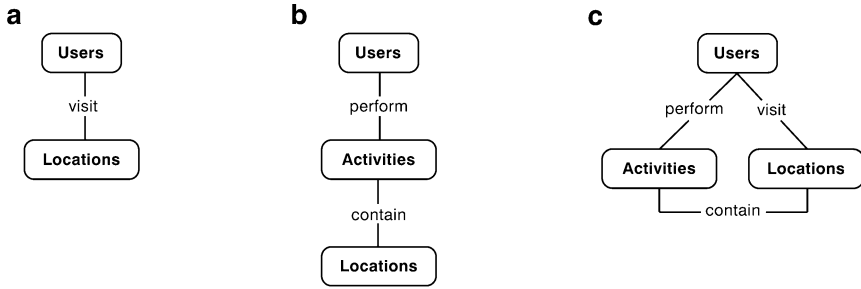 a
Users
visit
Locations
b
Users
perform
Activities
contain
Locations
c
Users
perform visit
Activities Locations
contain